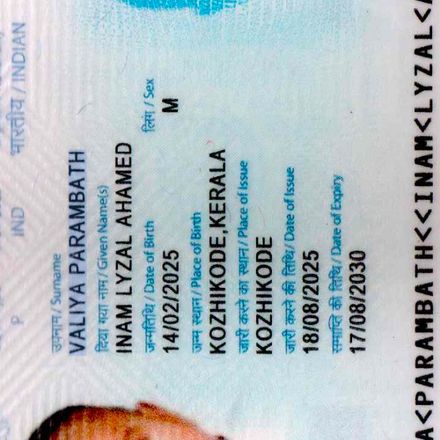 P IND भारतीय / INDIAN
उपनाम / Surname
VALIYA PARAMBATH
दिया गया नाम / Given Name(s)
INAM LYZAL AHAMED
जन्मतिथि / Date of Birth लिंग / Sex
14/02/2025 M
जन्म स्थान / Place of Birth
KOZHIKODE,KERALA
जारी करने का स्थान / Place of Issue
KOZHIKODE
जारी करने की तिथि / Date of Issue
18/08/2025
समाप्ति की तिथि / Date of Expiry
17/08/2030
A<PARAMBATH<<INAM<LYZAL<A